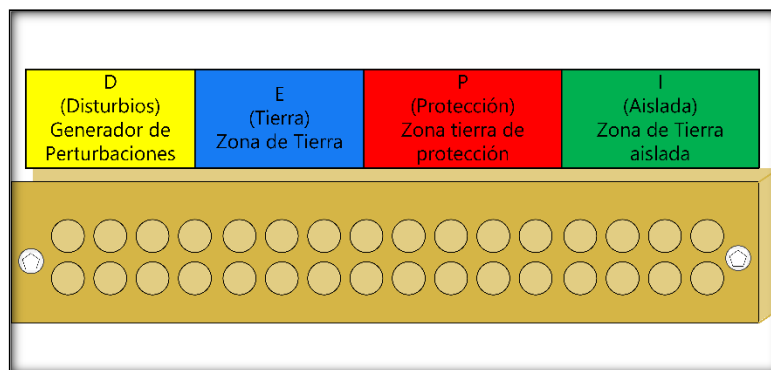 D
(Disturbios)
Generador de
Perturbaciones
E
(Tierra)
Zona de Tierra
P
(Protección)
Zona tierra de
protección
I
(Aislada)
Zona de Tierra
aislada